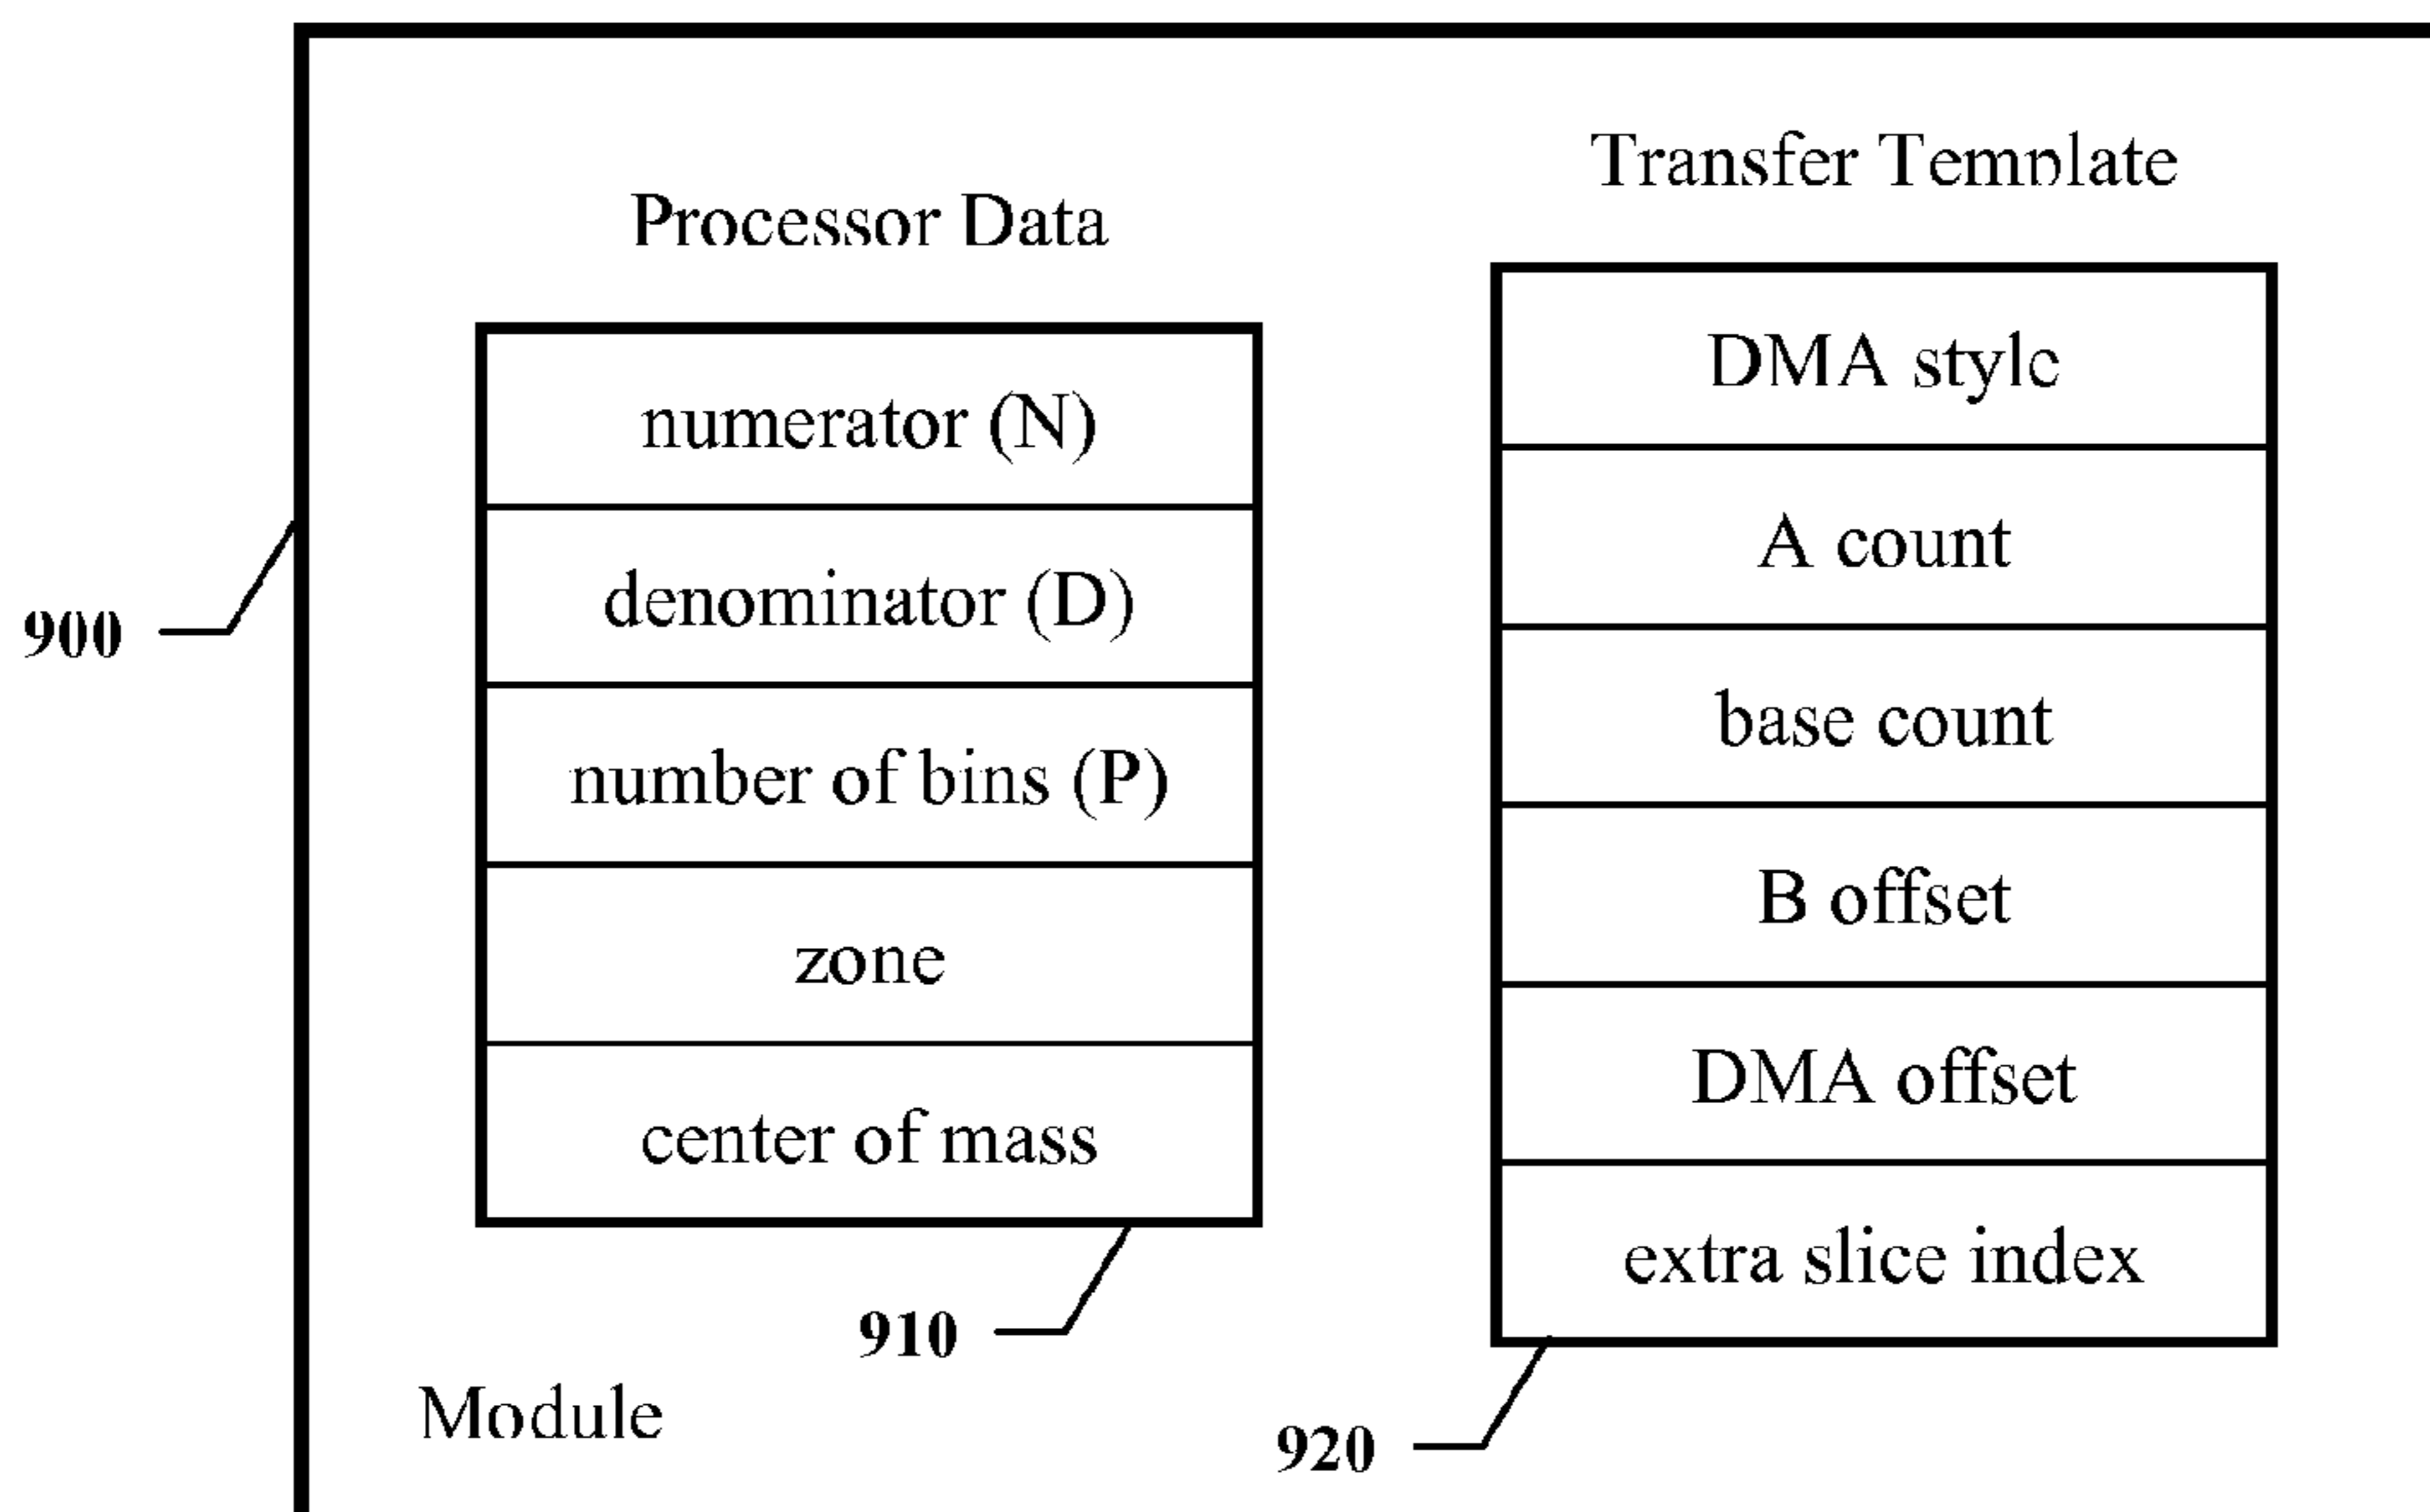 Transfer Template
Processor Data
DMA style
numerator (N)
A count
denominator (D)
900
base count
number of bins (P)
B offset
zone
DMA offset
center of mass
extra slice index
910
Module
920